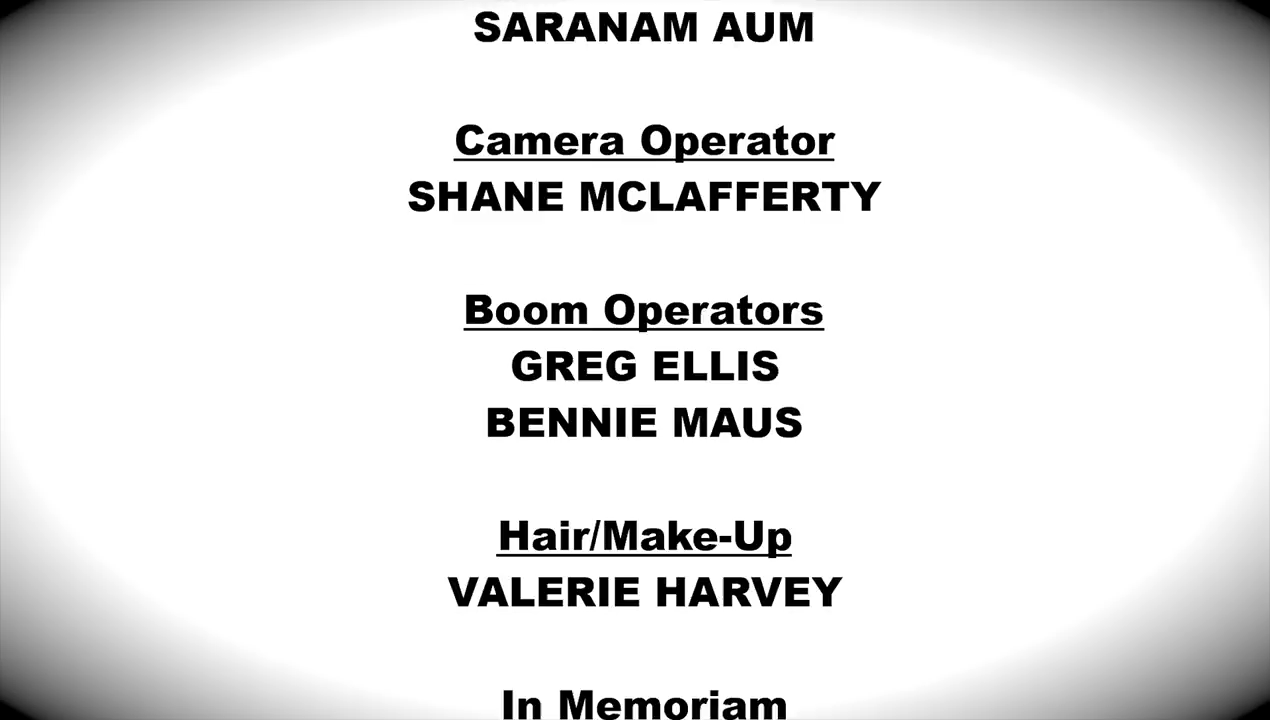 SARANAM AUM
Camera Operator
SHANE MCLAFFERTY
Boom Operators
GREG ELLIS
BENNIE MAUS
Hair/Make-Up
VALERIE HARVEY
In Memoriam